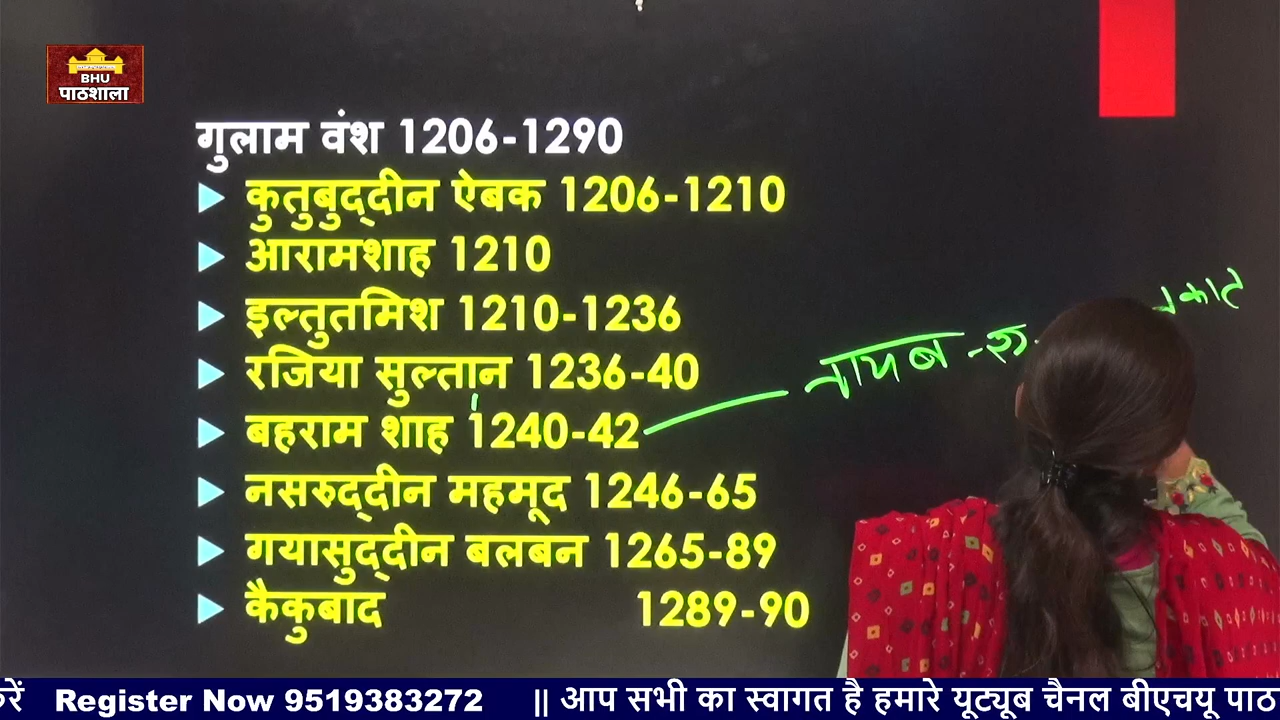 BHU
पाठशाला
गुलाम वंश 1206-1290
कुतुबुद्दीन ऐबक 1206-1210
आरामशाह 1210
इल्तुतमिश 1210-1236
रजिया सुल्तान 1236-40
बहराम शाह 1240-42
नायब -
नसरुद्दीन महमूद 1246-65
गयासुद्दीन बलबन 1265-89
कैकुबाद 1289-90
रें Register Now 9519383272 || आप सभी का स्वागत है हमारे यूट्यूब चैनल बीएचयू पाठ